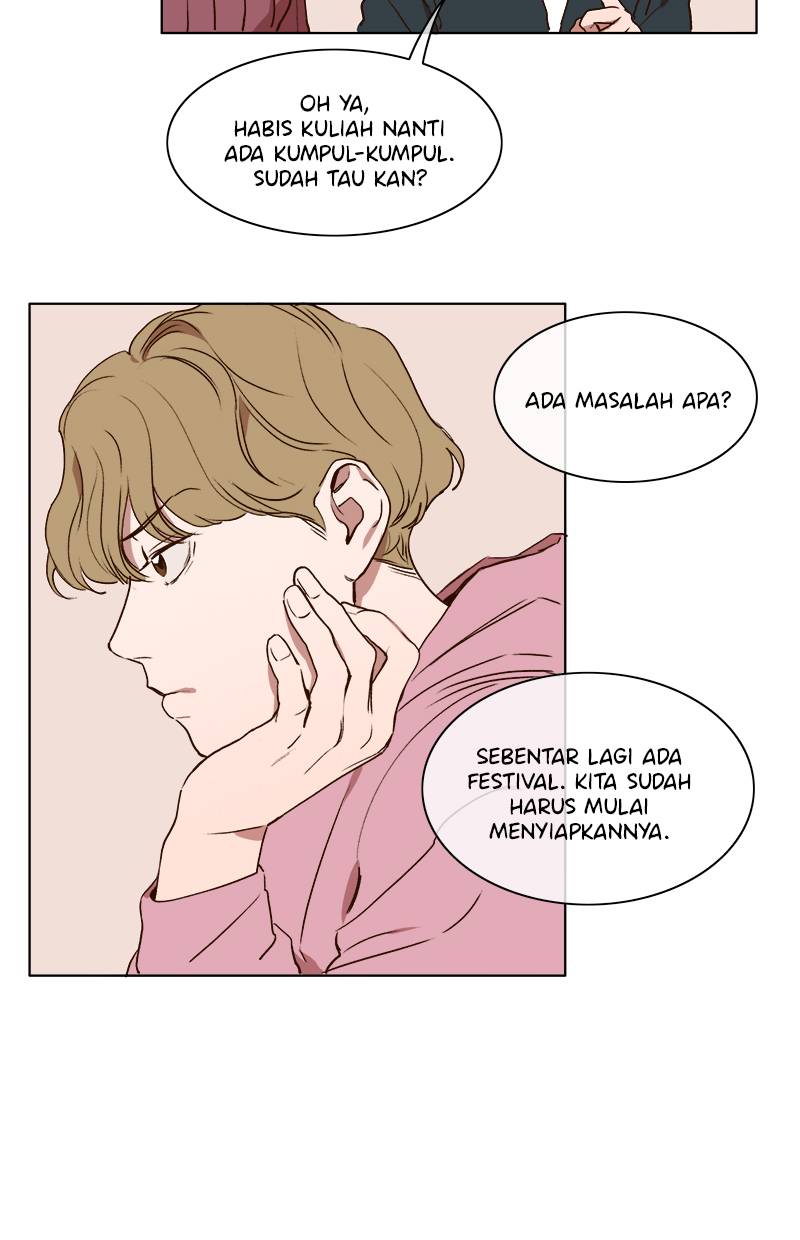 OH YA,
HABIS KULIAH NANTI
ADA KUMPUL-KUMPUL.
SUDAH TAU KAN?
ADA MASALAH APA?
SEBENTAR LAGI ADA
FESTIVAL. KITA SUDAH
HARUS MULAI
MENYIAPKANNYA.